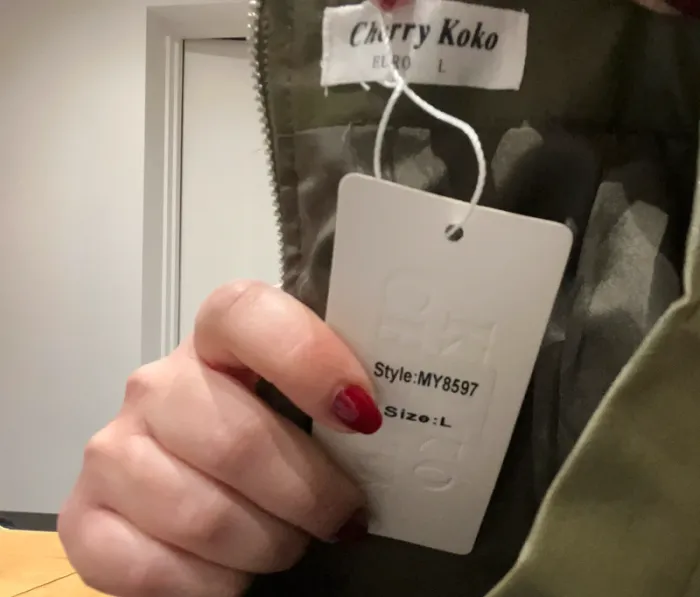 Cherry Koko
EURO L
Style:MY8597
Size:L